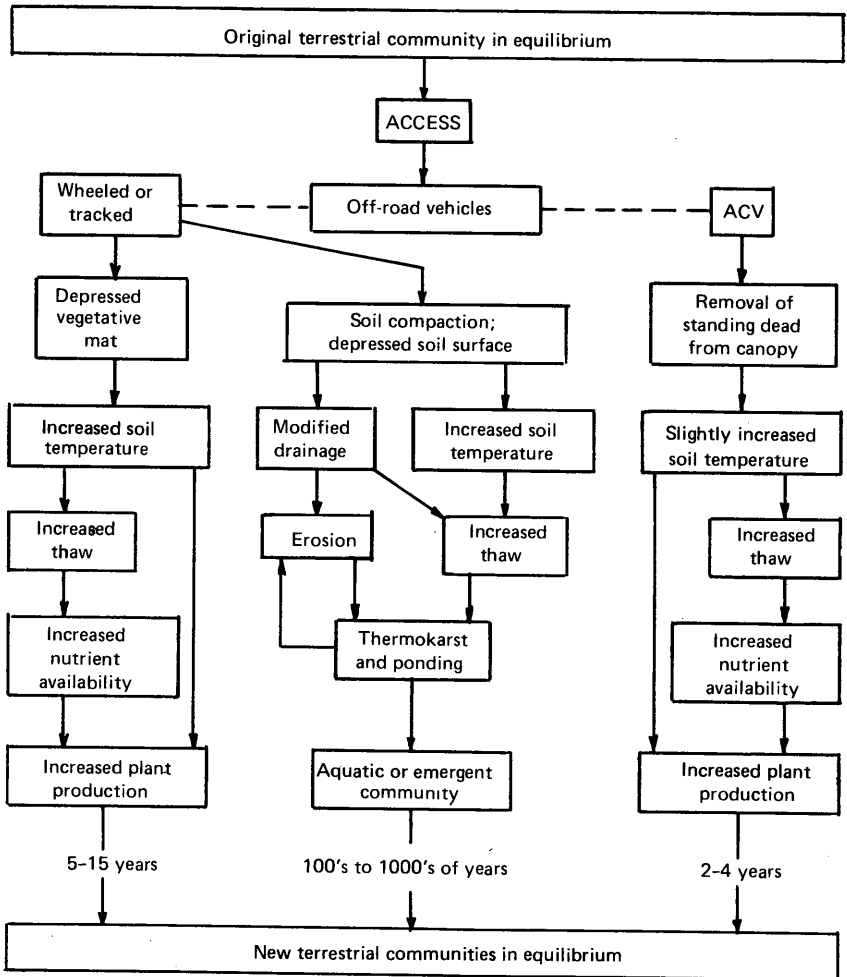 Original terrestrial community in equilibrium
ACCESS
Wheeled or
tracked
Off-road vehicles
ACV
Depressed
vegetative
mat
Soil compaction;
depressed soil surface
Removal of
standing dead
from canopy
Increased soil
temperature
Modified
drainage
Increased soil
temperature
Slightly increased
soil temperature
Increased
thaw
Erosion
Increased
thaw
Increased
thaw
Increased
nutrient
availability
Thermokarst
and ponding
Increased
nutrient
availability
Increased plant
production
Aquatic or emergent
community
Increased plant
production
5-15 years
100's to 1000's of years
2-4 years
New terrestrial communities in equilibrium